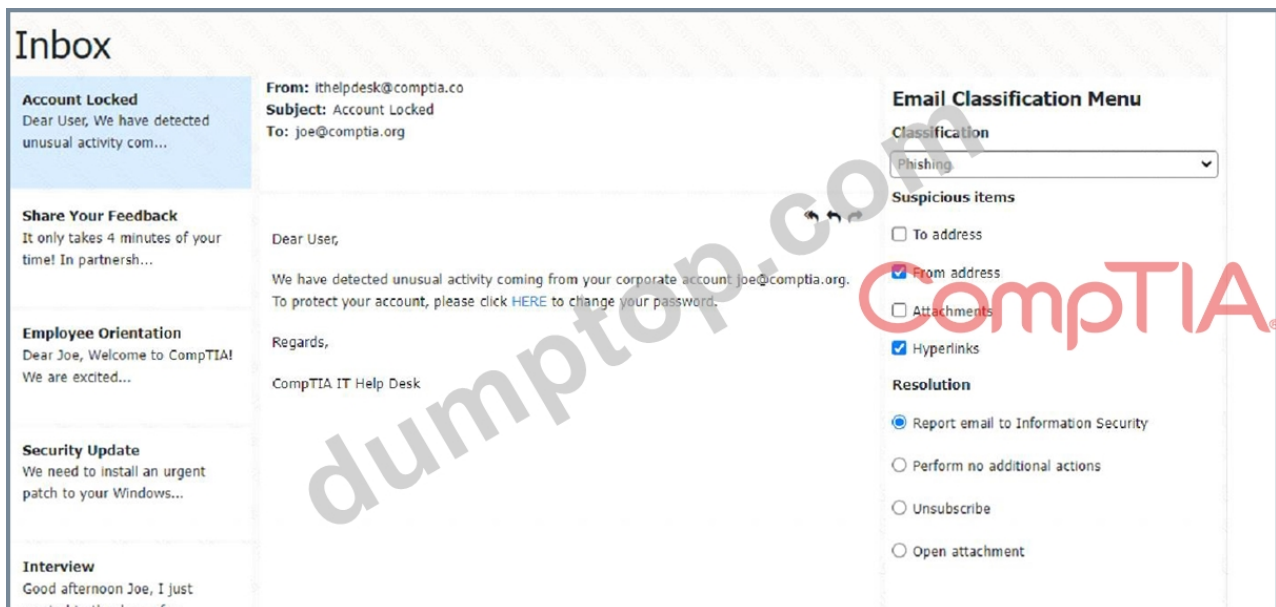 Inbox
Account Locked
Dear User, We have detected
unusual activity com...
Share Your Feedback
It only takes 4 minutes of your
time! In partnersh...
Employee Orientation
Dear Joe, Welcome to CompTIA!
We are excited...
Security Update
We need to install an urgent
patch to your Windows...
Interview
Good afternoon Joe, I just
From: ithelpdesk@comptia.co
Subject: Account Locked
To: joe@comptia.org
Dear User,
We have detected unusual activity coming from your corporate account joe@comptia.org.
To protect your account, please click HERE to change your password.
Regards,
CompTIA IT Help Desk
Email Classification Menu
Classification
Phishing
Suspicious items
To address
From address
Attachments
Hyperlinks
Resolution
Report email to Information Security
Perform no additional actions
Unsubscribe
Open attachment
dumptop.com
CompTIA®